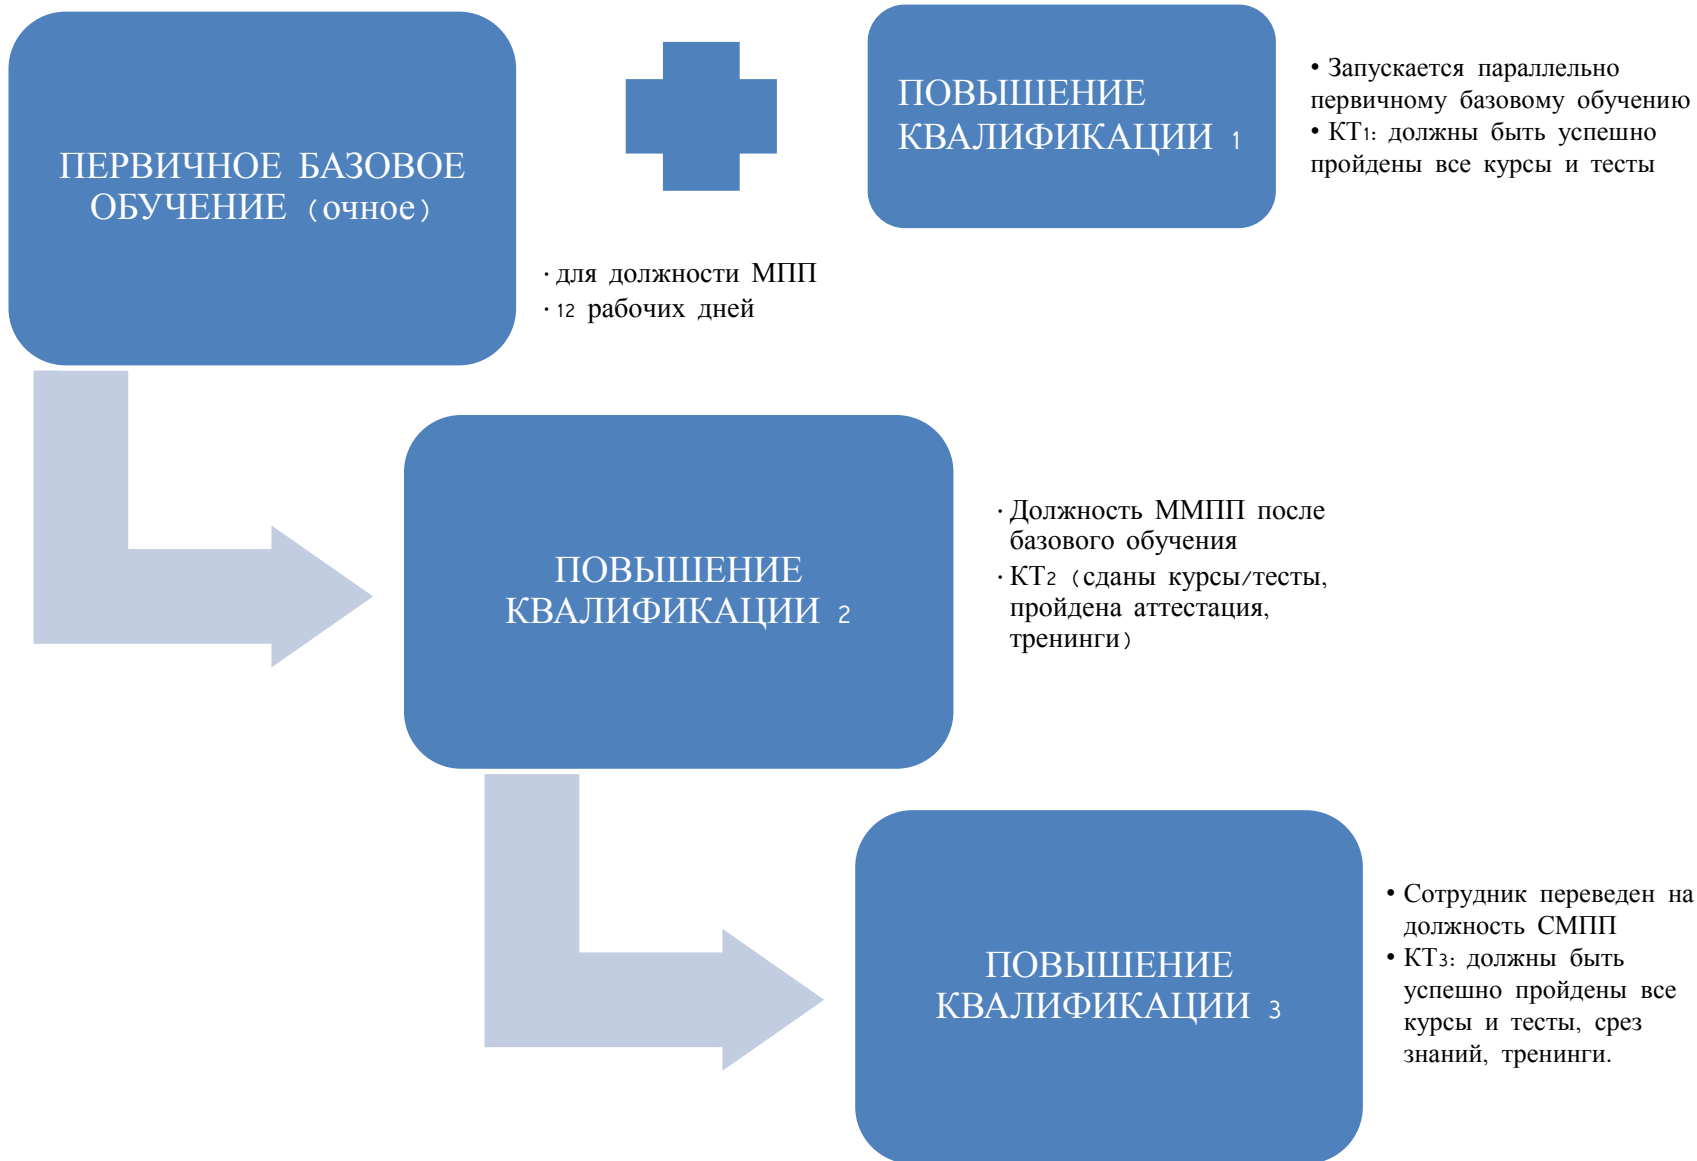 ПЕРВИЧНОЕ БАЗОВОЕ
ОБУЧЕНИЕ (очное)
· для должности МПП
· 12 рабочих дней
ПОВЫШЕНИЕ
КВАЛИФИКАЦИИ 1
• Запускается параллельно
первичному базовому обучению
• КТ1: должны быть успешно
пройдены все курсы и тесты
ПОВЫШЕНИЕ
КВАЛИФИКАЦИИ 2
· Должность ММПП после
базового обучения
· КТ2 (сданы курсы/тесты,
пройдена аттестация,
тренинги)
ПОВЫШЕНИЕ
КВАЛИФИКАЦИИ 3
• Сотрудник переведен на
должность СМПП
• КТ3: должны быть
успешно пройдены все
курсы и тесты, срез
знаний, тренинги.